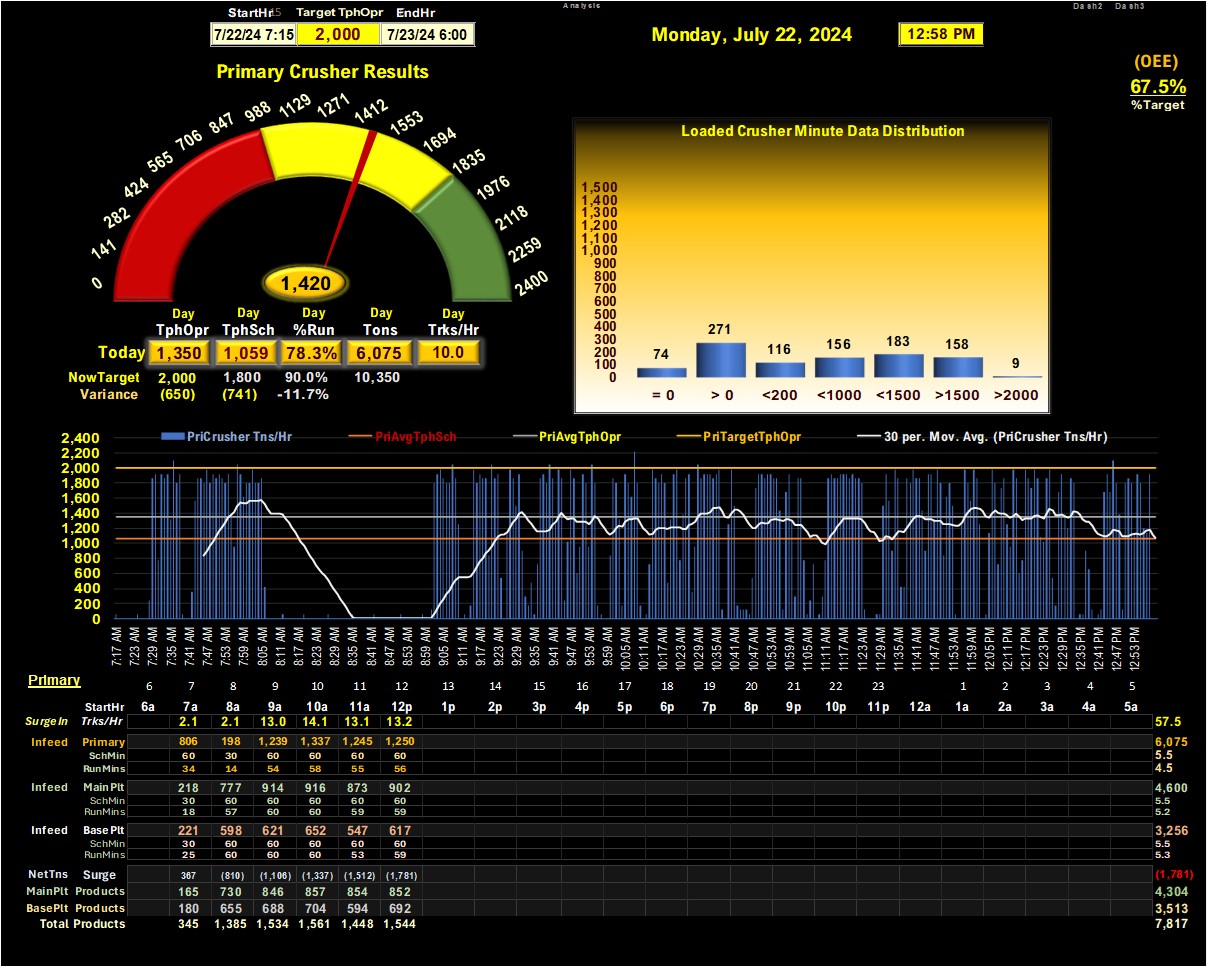 Analysis Dash2 Dash3
StartHr Target TphOpr EndHr
7/22/24 7:15 2,000 7/23/24 6:00
Monday, July 22, 2024 12:58 PM
(OEE)
67.5%
%Target
Primary Crusher Results
0 141 282 424 565 706 847 988 1129 1271 1412 1553 1694 1835 1976 2118 2259 2400
1,420
Day Day Day Day Day
TphOpr TphSch %Run Tons Trks/Hr
Today 1,350 1,059 78.3% 6,075 10.0
NowTarget 2,000 1,800 90.0% 10,350
Variance (650) (741) -11.7%
Loaded Crusher Minute Data Distribution
1,500
1,400
1,300
1,200
1,100
1,000
900
800
700
600
500
400
300
200
100
0
74 271 116 156 183 158 9
= 0 > 0 <200 <1000 <1500 >1500 >2000
PriCrusher Tns/Hr PriAvgTphSch PriAvgTphOpr PriTargetTphOpr 30 per. Mov. Avg. (PriCrusher Tns/Hr)
2,400
2,200
2,000
1,800
1,600
1,400
1,200
1,000
800
600
400
200
0
7:17 AM 7:23 AM 7:29 AM 7:35 AM 7:41 AM 7:47 AM 7:53 AM 7:59 AM 8:05 AM 8:11 AM 8:17 AM 8:23 AM 8:29 AM 8:35 AM 8:41 AM 8:47 AM 8:53 AM 8:59 AM 9:05 AM 9:11 AM 9:17 AM 9:23 AM 9:29 AM 9:35 AM 9:41 AM 9:47 AM 9:53 AM 9:59 AM 10:05 AM 10:11 AM 10:17 AM 10:23 AM 10:29 AM 10:35 AM 10:41 AM 10:47 AM 10:53 AM 10:59 AM 11:05 AM 11:11 AM 11:17 AM 11:23 AM 11:29 AM 11:35 AM 11:41 AM 11:47 AM 11:53 AM 11:59 AM 12:05 PM 12:11 PM 12:17 PM 12:23 PM 12:29 PM 12:35 PM 12:41 PM 12:47 PM 12:53 PM
Primary
6 7 8 9 10 11 12 13 14 15 16 17 18 19 20 21 22 23 1 2 3 4 5
StartHr 6a 7a 8a 9a 10a 11a 12p 1p 2p 3p 4p 5p 6p 7p 8p 9p 10p 11p 12a 1a 2a 3a 4a 5a
Surge In Trks/Hr 2.1 2.1 13.0 14.1 13.1 13.2 57.5
Infeed Primary 806 198 1,239 1,337 1,245 1,250 6,075
SchMin 60 30 60 60 60 60 5.5
RunMins 34 14 54 58 55 56 4.5
Infeed Main Plt 218 777 914 916 873 902 4,600
SchMin 30 60 60 60 60 60 5.5
RunMins 18 57 60 60 59 59 5.2
Infeed Base Plt 221 598 621 652 547 617 3,256
SchMin 30 60 60 60 60 60 5.5
RunMins 25 60 60 60 53 59 5.3
NetTns Surge 367 (810) (1,106) (1,337) (1,512) (1,781) (1,781)
MainPlt Products 165 730 846 857 854 852 4,304
BasePlt Products 180 655 688 704 594 692 3,513
Total Products 345 1,385 1,534 1,561 1,448 1,544 7,817